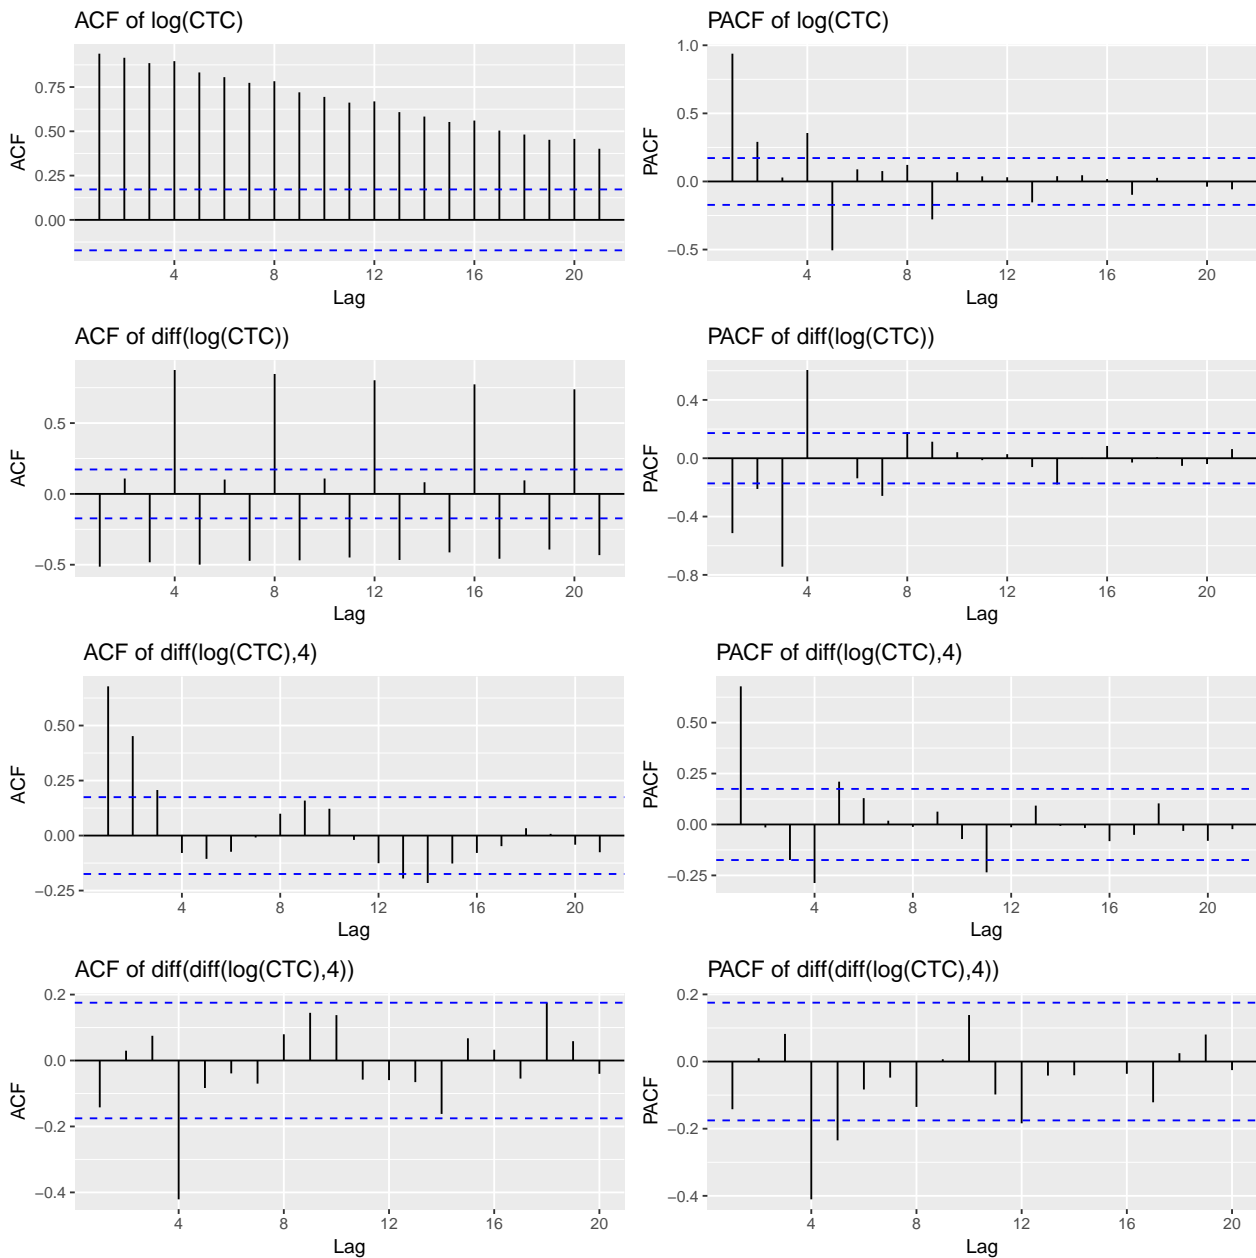 ACF of log(CTC)
0.75
0.50
0.25
0.00
ACF
4
8
12
16
20
Lag
PACF of log(CTC)
1.0
0.5
0.0
−0.5
PACF
4
8
12
16
20
Lag
ACF of diff(log(CTC))
0.5
0.0
−0.5
ACF
4
8
12
16
20
Lag
PACF of diff(log(CTC))
0.4
0.0
−0.4
−0.8
PACF
4
8
12
16
20
Lag
ACF of diff(log(CTC),4)
0.50
0.25
0.00
−0.25
ACF
4
8
12
16
20
Lag
PACF of diff(log(CTC),4)
0.50
0.25
0.00
−0.25
PACF
4
8
12
16
20
Lag
ACF of diff(diff(log(CTC),4))
0.2
0.0
−0.2
−0.4
ACF
4
8
12
16
20
Lag
PACF of diff(diff(log(CTC),4))
0.2
0.0
−0.2
−0.4
PACF
4
8
12
16
20
Lag